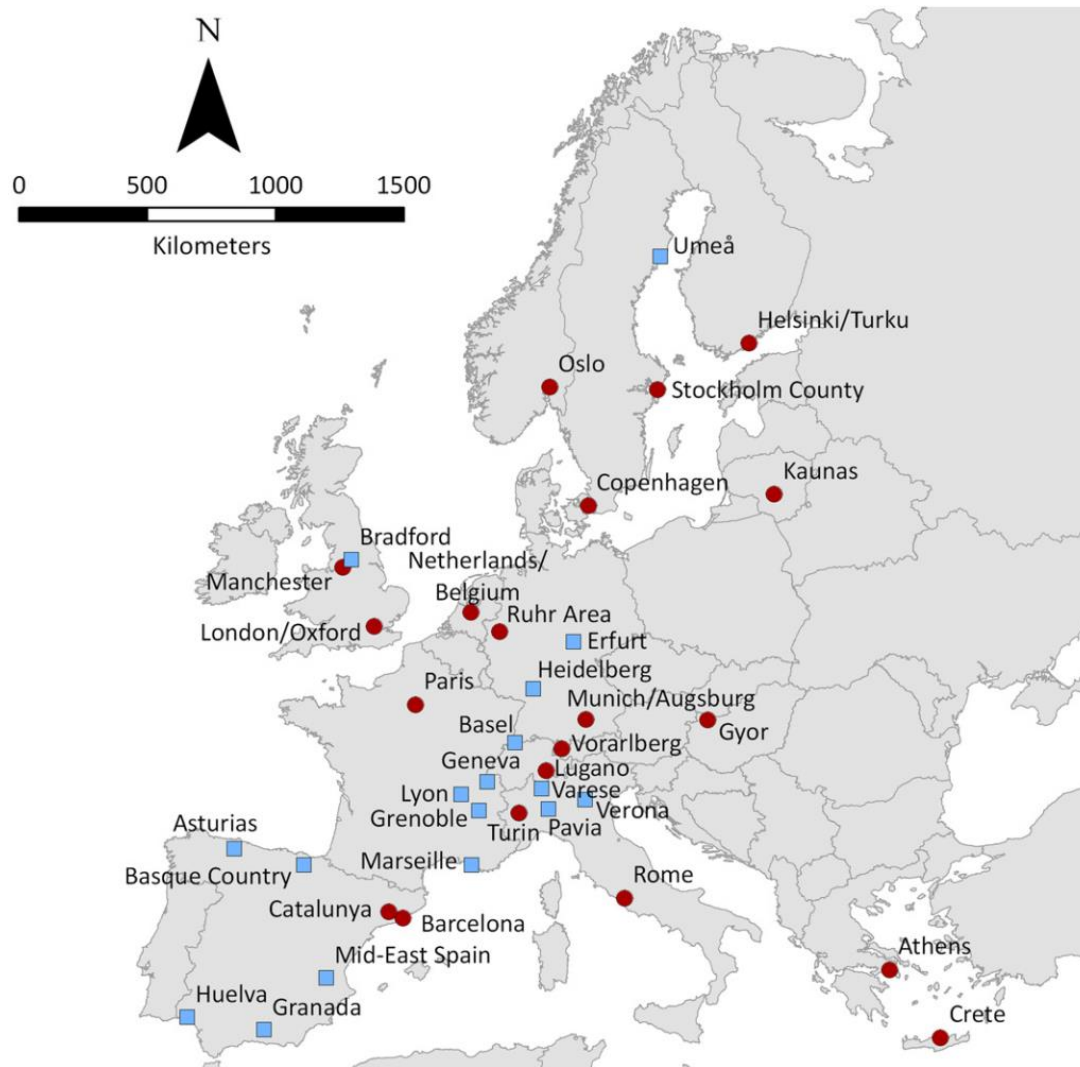 N
0 500 1000 1500
Kilometers
Umeå
Helsinki/Turku
Oslo
Stockholm County
Kaunas
Copenhagen
Bradford
Netherlands/
Belgium
Manchester
Ruhr Area
London/Oxford
Erfurt
Heidelberg
Paris
Munich/Augsburg
Basel
Gyor
Vorarlberg
Geneva
Lugano
Lyon
Varese
Grenoble
Verona
Turin
Pavia
Asturias
Marseille
Basque Country
Rome
Catalunya
Barcelona
Athens
Mid-East Spain
Huelva
Granada
Crete